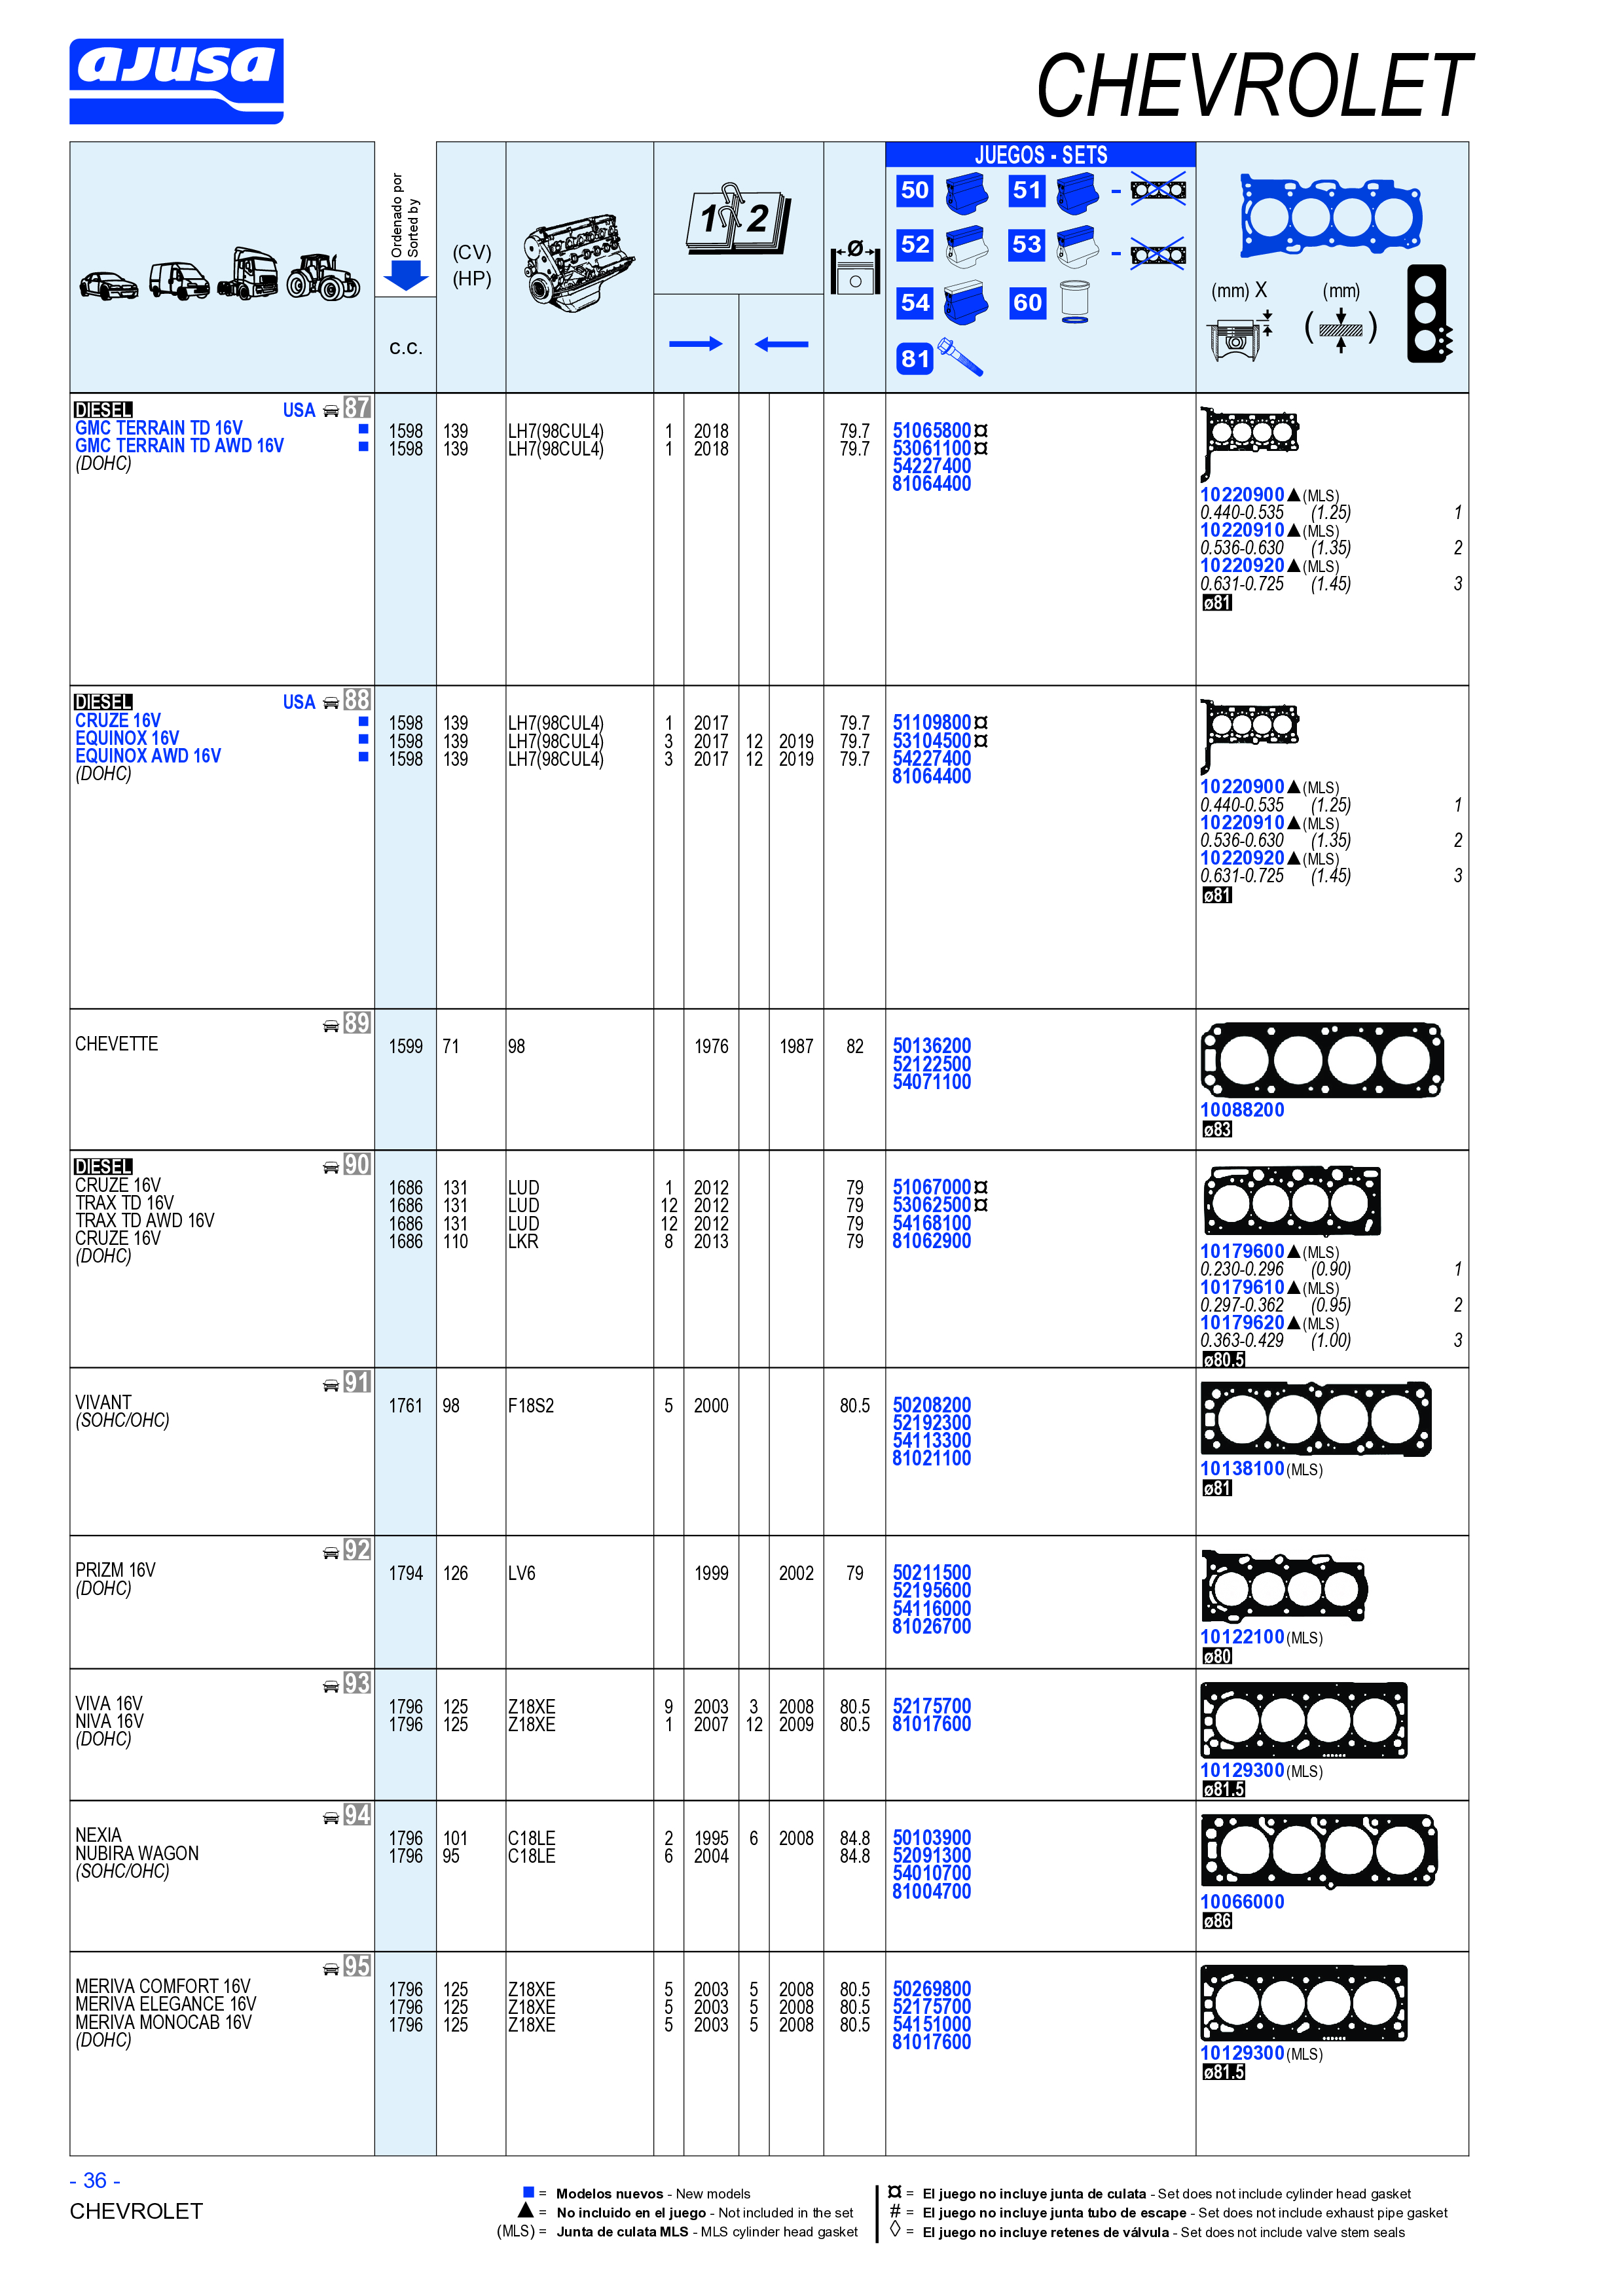 ajusa
CHEVROLET
Ordenado por
Sorted by
c.c.
(CV)
(HP)
1 2
Ø
JUEGOS - SETS
50 51 -
52 53 -
54 60
81
(mm) X (mm)
( )
DIESEL USA 87
GMC TERRAIN TD 16V ■ 1598 139 LH7(98CUL4) 1 2018 79.7 51065800¤
GMC TERRAIN TD AWD 16V ■ 1598 139 LH7(98CUL4) 1 2018 79.7 53061100¤
(DOHC) 54227400
81064400
10220900▲(MLS)
0.440-0.535 (1.25) 1
10220910▲(MLS)
0.536-0.630 (1.35) 2
10220920▲(MLS)
0.631-0.725 (1.45) 3
ø81
DIESEL USA 88
CRUZE 16V ■ 1598 139 LH7(98CUL4) 1 2017 79.7 51109800¤
EQUINOX 16V ■ 1598 139 LH7(98CUL4) 3 2017 12 2019 79.7 53104500¤
EQUINOX AWD 16V ■ 1598 139 LH7(98CUL4) 3 2017 12 2019 79.7 54227400
(DOHC) 81064400
10220900▲(MLS)
0.440-0.535 (1.25) 1
10220910▲(MLS)
0.536-0.630 (1.35) 2
10220920▲(MLS)
0.631-0.725 (1.45) 3
ø81
89
CHEVETTE 1599 71 98 1976 1987 82 50136200
52122500
54071100
10088200
ø83
DIESEL 90
CRUZE 16V 1686 131 LUD 1 2012 79 51067000¤
TRAX TD 16V 1686 131 LUD 12 2012 79 53062500¤
TRAX TD AWD 16V 1686 131 LUD 12 2012 79 54168100
CRUZE 16V 1686 110 LKR 8 2013 79 81062900
(DOHC)
10179600▲(MLS)
0.230-0.296 (0.90) 1
10179610▲(MLS)
0.297-0.362 (0.95) 2
10179620▲(MLS)
0.363-0.429 (1.00) 3
ø80.5
91
VIVANT 1761 98 F18S2 5 2000 80.5 50208200
(SOHC/OHC) 52192300
54113300
81021100
10138100(MLS)
ø81
92
PRIZM 16V 1794 126 LV6 1999 2002 79 50211500
(DOHC) 52195600
54116000
81026700
10122100(MLS)
ø80
93
VIVA 16V 1796 125 Z18XE 9 2003 3 2008 80.5 52175700
NIVA 16V 1796 125 Z18XE 1 2007 12 2009 80.5 81017600
(DOHC)
10129300(MLS)
ø81.5
94
NEXIA 1796 101 C18LE 2 1995 6 2008 84.8 50103900
NUBIRA WAGON 1796 95 C18LE 6 2004 84.8 52091300
(SOHC/OHC) 54010700
81004700
10066000
ø86
95
MERIVA COMFORT 16V 1796 125 Z18XE 5 2003 5 2008 80.5 50269800
MERIVA ELEGANCE 16V 1796 125 Z18XE 5 2003 5 2008 80.5 52175700
MERIVA MONOCAB 16V 1796 125 Z18XE 5 2003 5 2008 80.5 54151000
(DOHC) 81017600
10129300(MLS)
ø81.5
- 36 -
CHEVROLET
■ = Modelos nuevos - New models
▲ = No incluido en el juego - Not included in the set
(MLS) = Junta de culata MLS - MLS cylinder head gasket
¤ = El juego no incluye junta de culata - Set does not include cylinder head gasket
# = El juego no incluye junta tubo de escape - Set does not include exhaust pipe gasket
◊ = El juego no incluye retenes de válvula - Set does not include valve stem seals